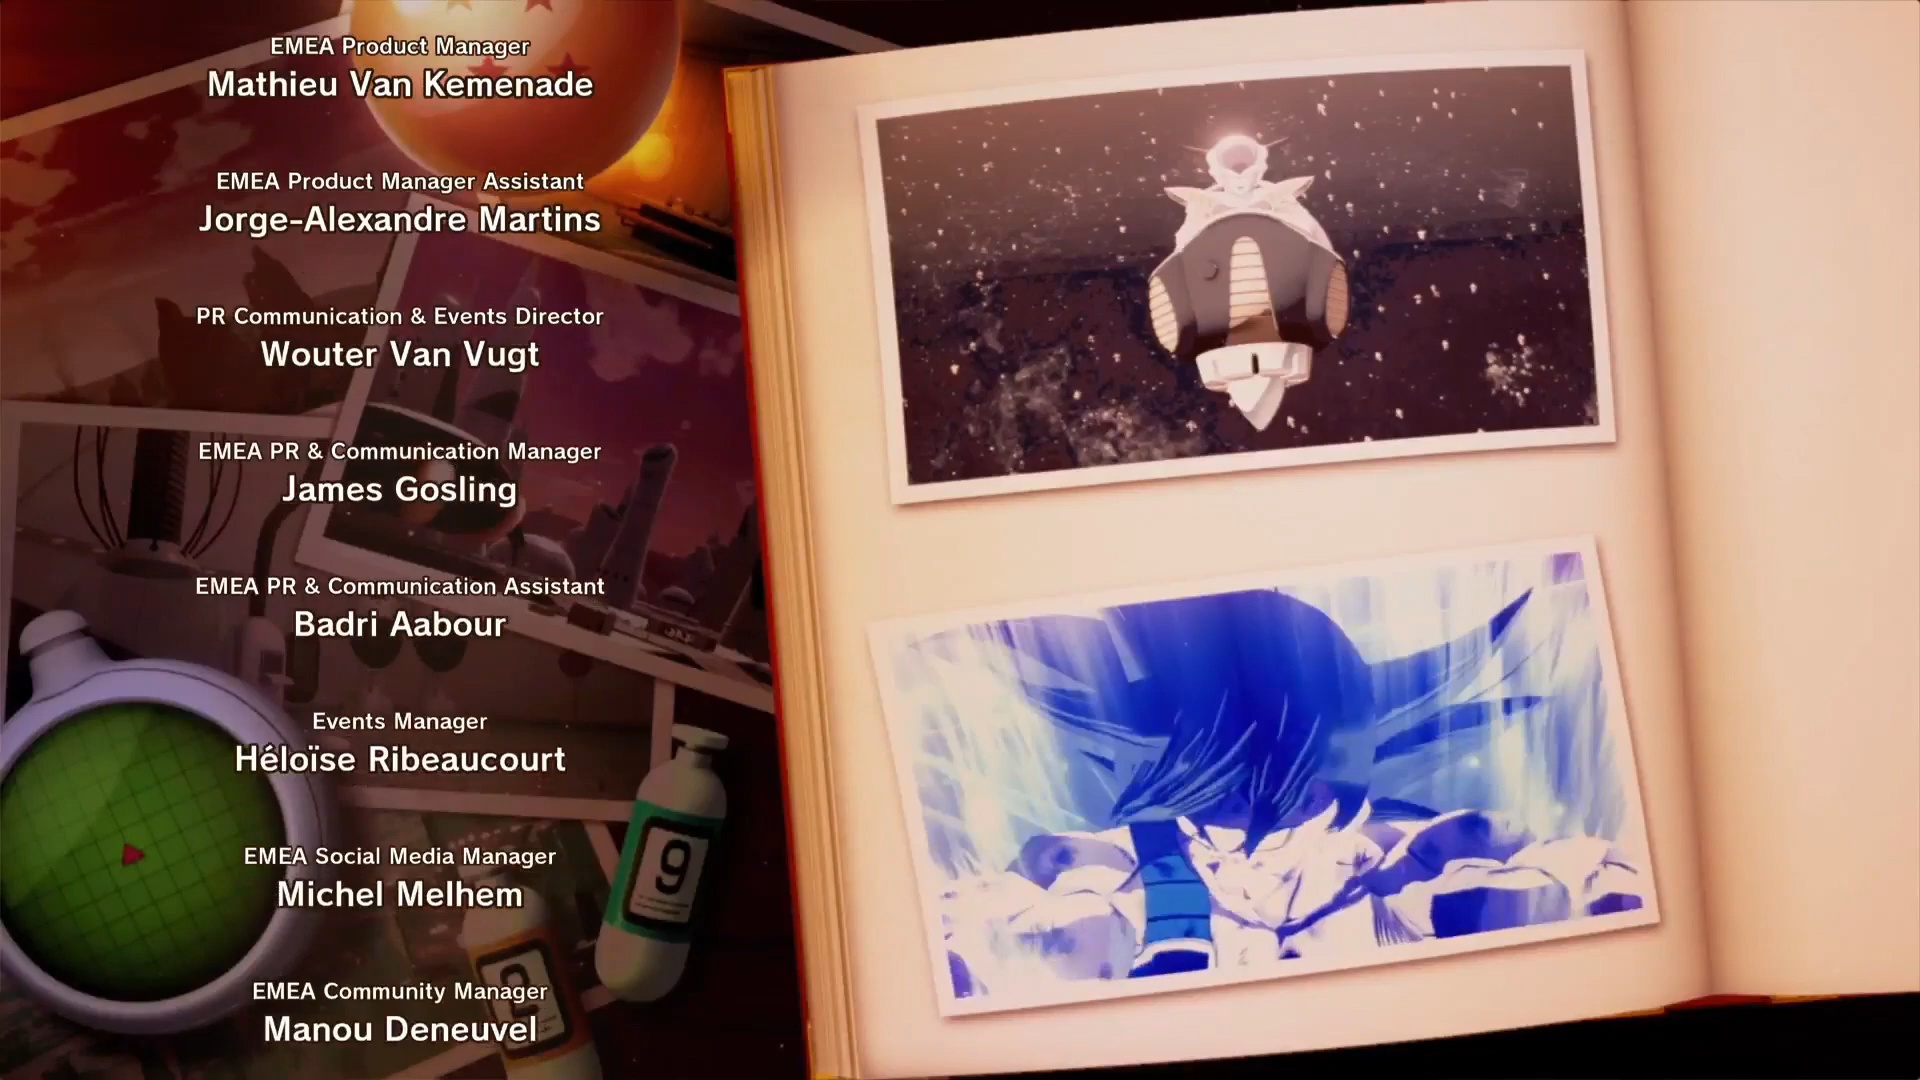 EMEA Product Manager
Mathieu Van Kemenade
EMEA Product Manager Assistant
Jorge-Alexandre Martins
PR Communication & Events Director
Wouter Van Vugt
EMEA PR & Communication Manager
James Gosling
EMEA PR & Communication Assistant
Badri Aabour
Events Manager
Héloïse Ribeaucourt
EMEA Social Media Manager
Michel Melhem
EMEA Community Manager
Manou Deneuvel
9
2